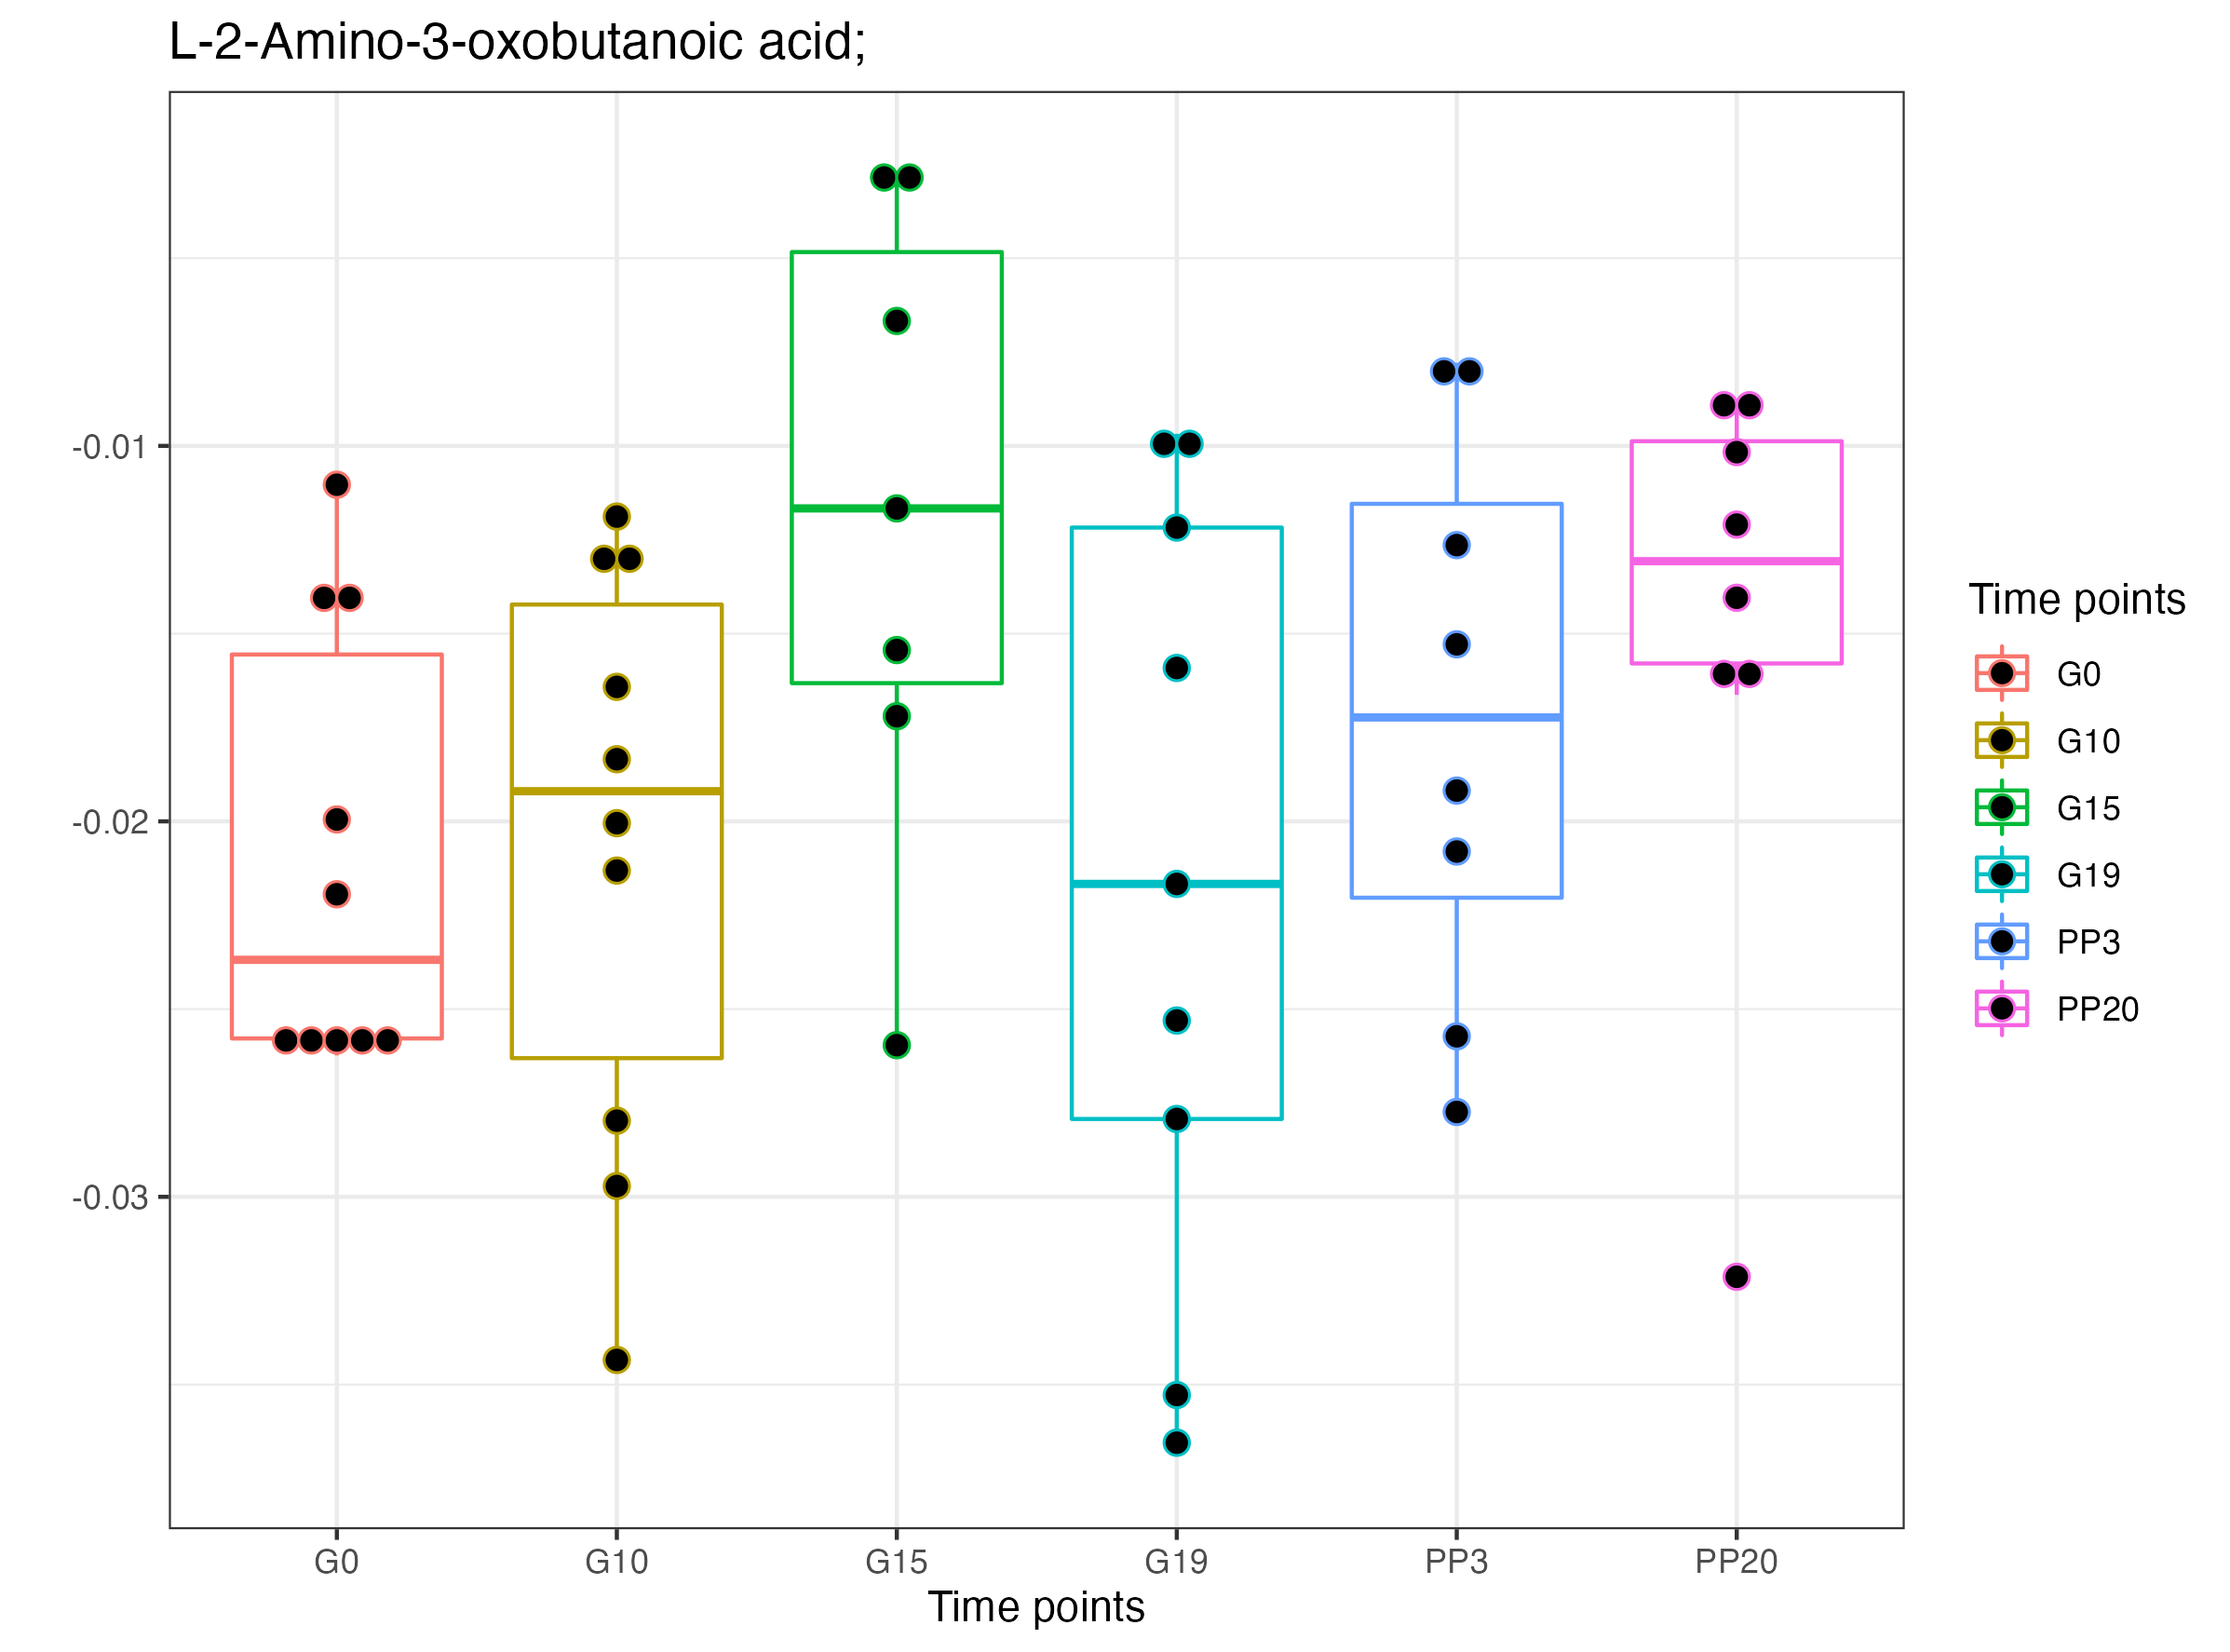 L-2-Amino-3-oxobutanoic acid;
-0.01
-0.02
-0.03
G0 G10 G15 G19 PP3 PP20
Time points
Time points
G0
G10
G15
G19
PP3
PP20